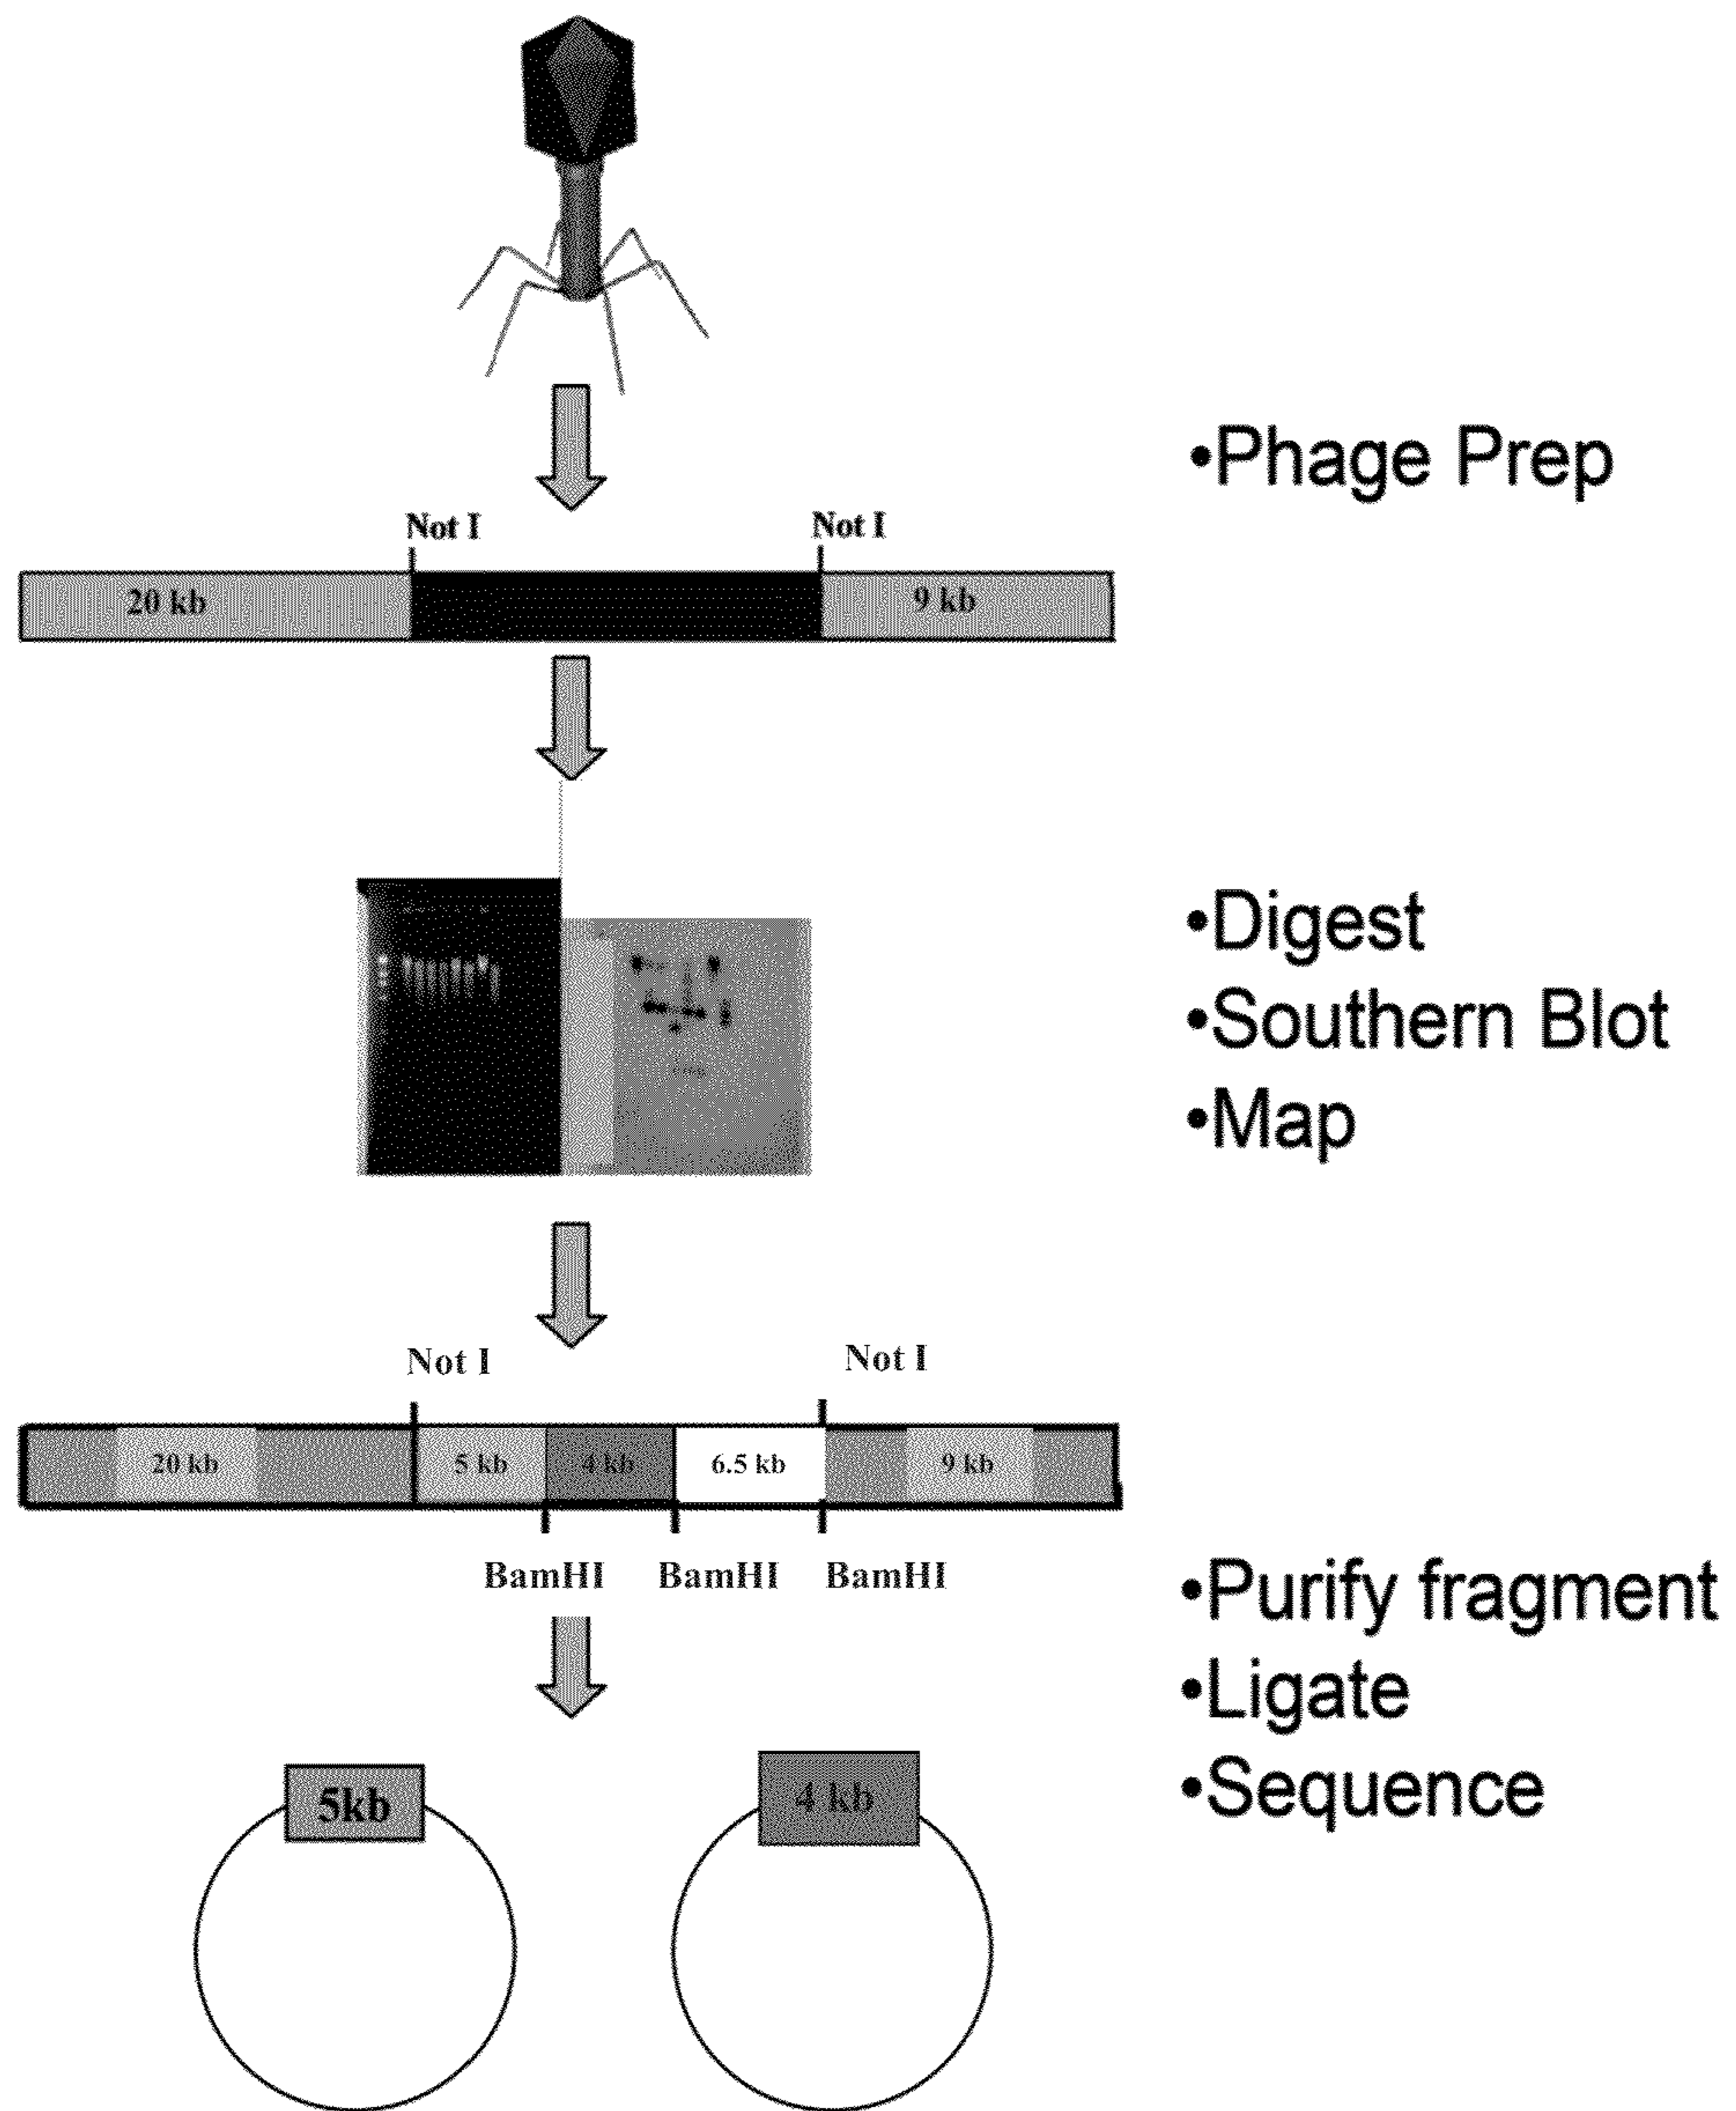 •Phage Prep
Not I Not I
20 kb 9 kb
•Digest
•Southern Blot
•Map
Not I Not I
20 kb 5 kb 4 kb 6.5 kb 9 kb
BamHI BamHI BamHI
•Purify fragment
•Ligate
•Sequence
5kb 4 kb